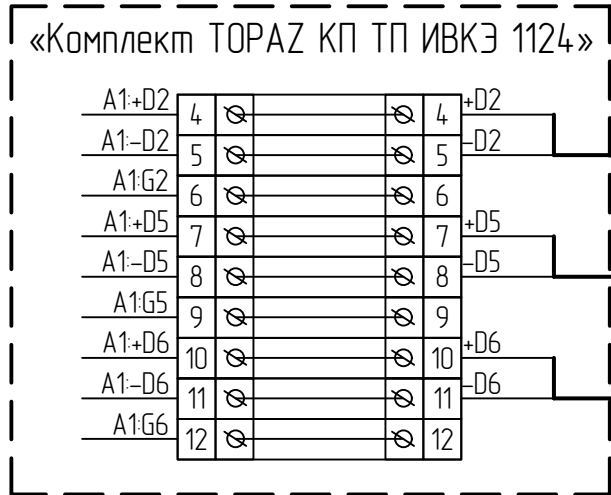 «Комплект TOPAZ КП ТП ИВКЭ 1124»
A1:+D2 4 4 +D2
A1:-D2 5 5 -D2
A1:G2 6 6
A1:+D5 7 7 +D5
A1:-D5 8 8 -D5
A1:G5 9 9
A1:+D6 10 10 +D6
A1:-D6 11 11 -D6
A1:G6 12 12